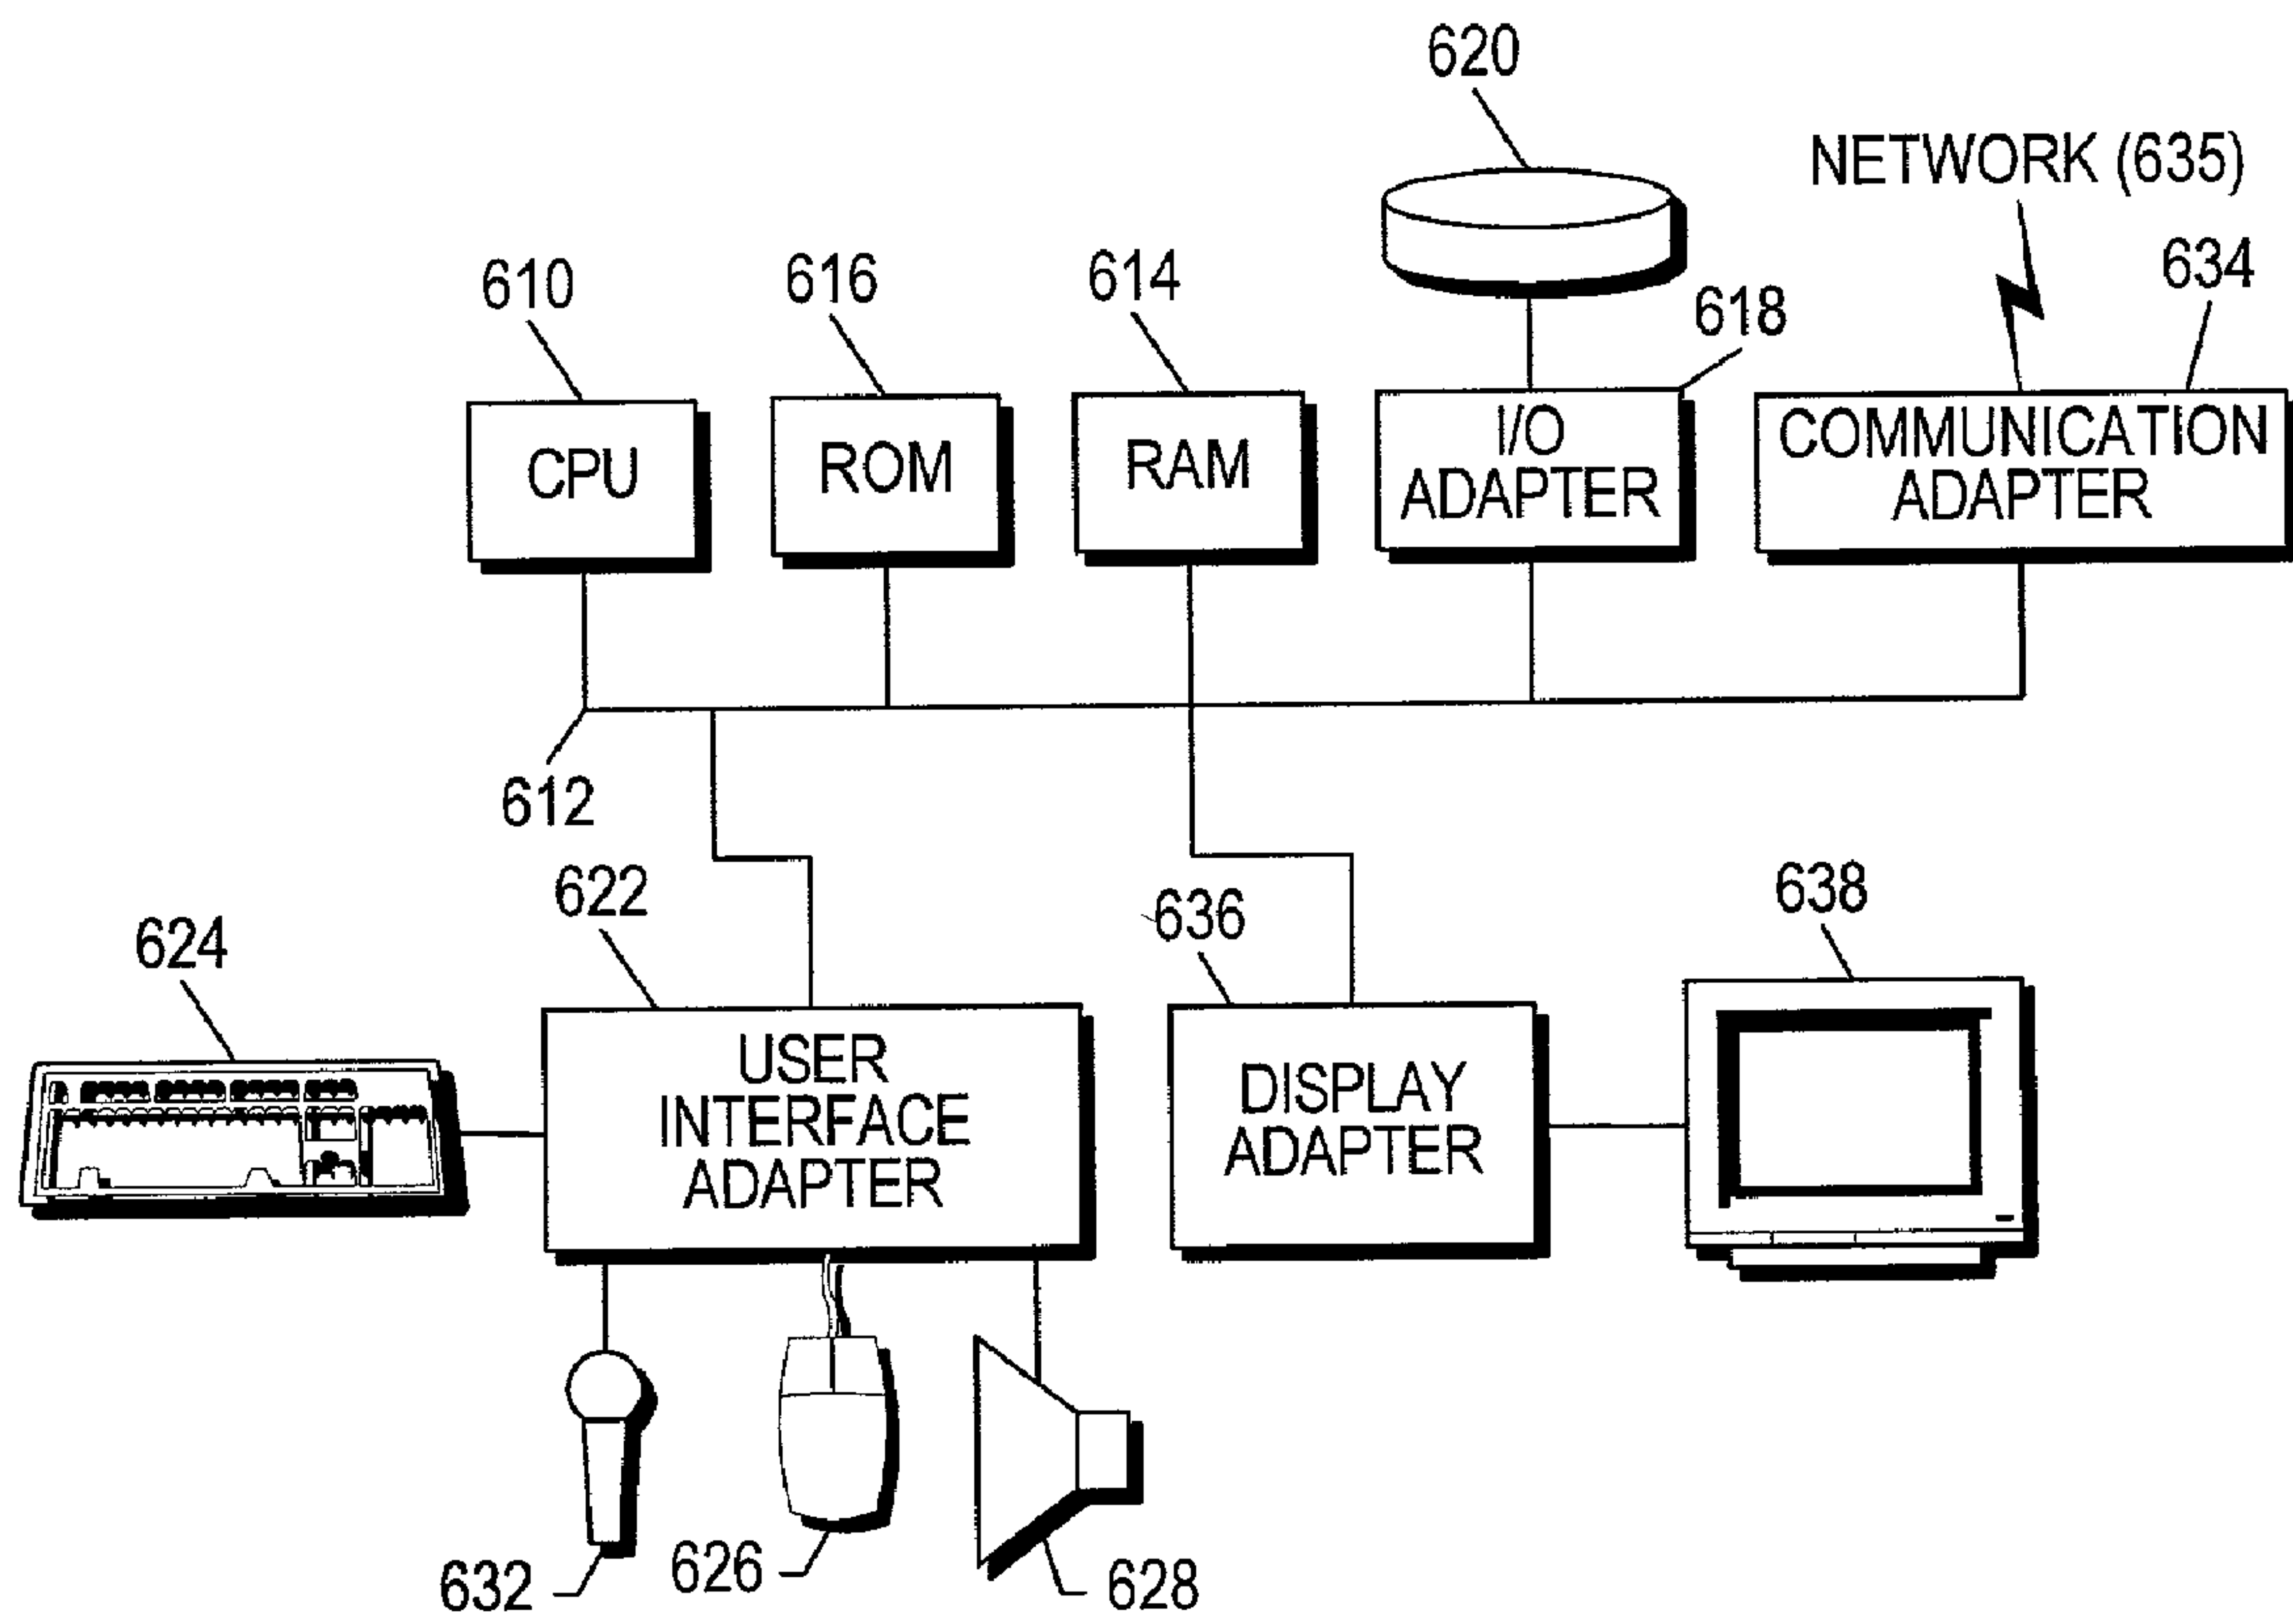 620
NETWORK (635)
610
616
614
618
634
CPU
ROM
RAM
I/O
ADAPTER
COMMUNICATION
ADAPTER
612
622
636
638
624
USER
INTERFACE
ADAPTER
DISPLAY
ADAPTER
632
626
628